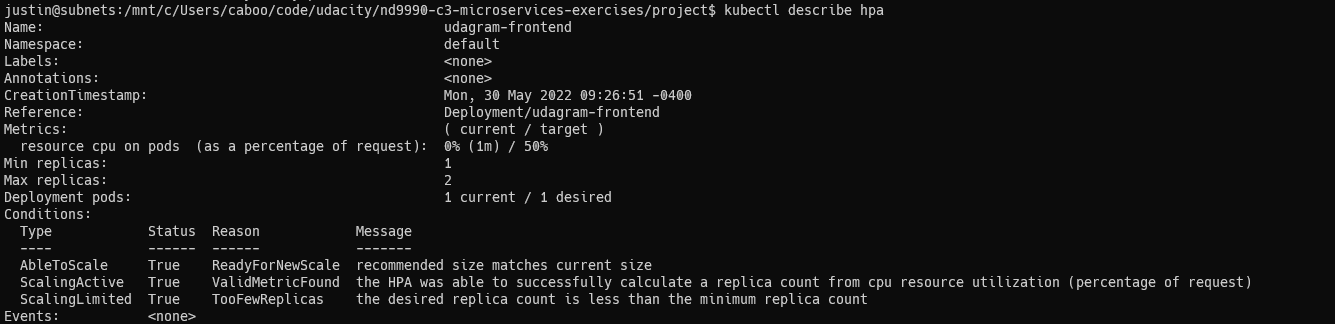 justin@subnets:/mnt/c/Users/caboo/code/udacity/nd9990-c3-microservices-exercises/project$ kubectl describe hpa
Name:                                                  udagram-frontend
Namespace:                                             default
Labels:                                                <none>
Annotations:                                           <none>
CreationTimestamp:                                     Mon, 30 May 2022 09:26:51 -0400
Reference:                                             Deployment/udagram-frontend
Metrics:                                               ( current / target )
  resource cpu on pods  (as a percentage of request):  0% (1m) / 50%
Min replicas:                                          1
Max replicas:                                          2
Deployment pods:                                       1 current / 1 desired
Conditions:
  Type            Status  Reason            Message
  ----            ------  ------            -------
  AbleToScale     True    ReadyForNewScale  recommended size matches current size
  ScalingActive   True    ValidMetricFound  the HPA was able to successfully calculate a replica count from cpu resource utilization (percentage of request)
  ScalingLimited  True    TooFewReplicas    the desired replica count is less than the minimum replica count
Events:           <none>